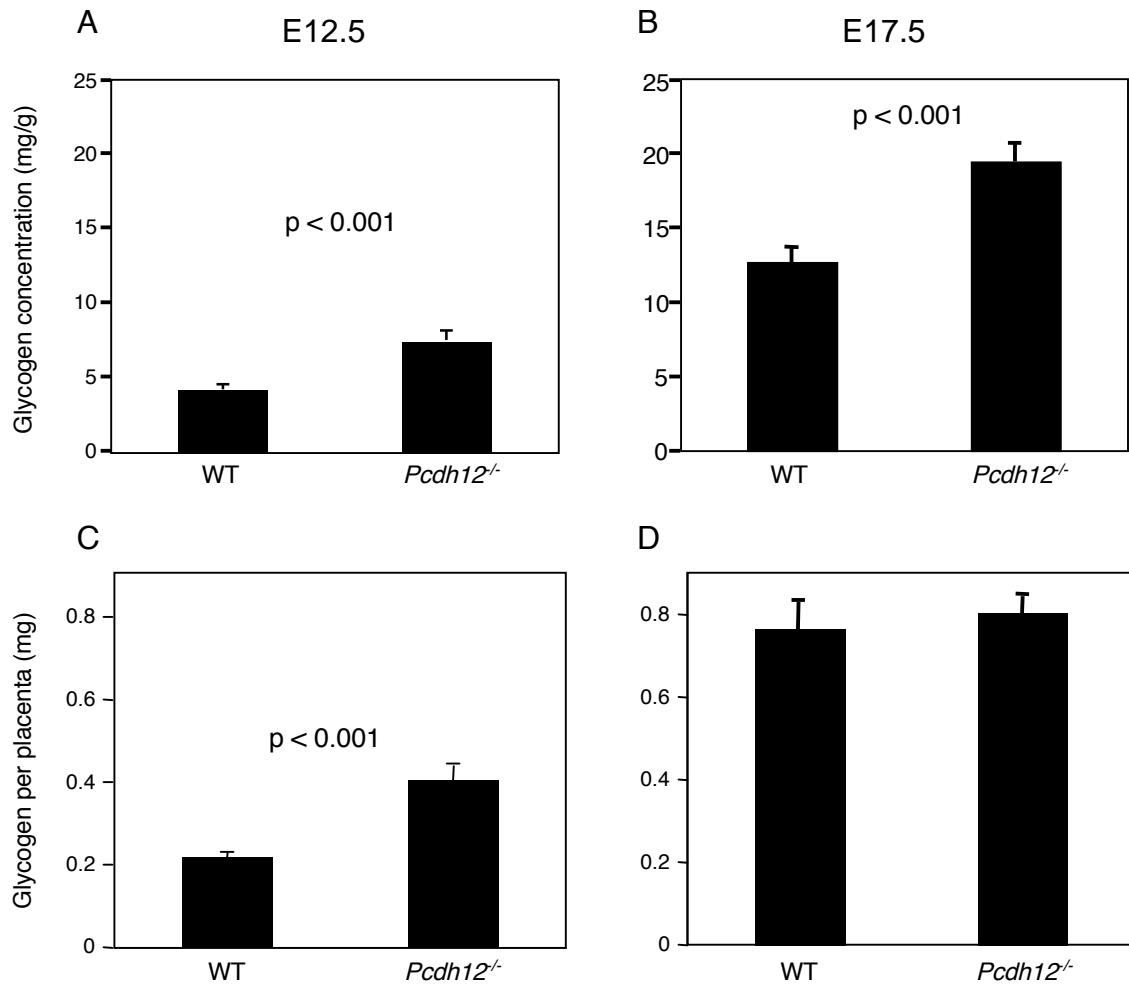 A
E12.5
B
E17.5
Glycogen concentration (mg/g)
25
20
15
10
5
0
p < 0.001
WT
Pcdh12-/-
25
20
15
10
5
0
p < 0.001
WT
Pcdh12-/-
C
D
Glycogen per placenta (mg)
0.8
0.6
0.4
0.2
0
p < 0.001
WT
Pcdh12-/-
0.8
0.6
0.4
0.2
0
WT
Pcdh12-/-